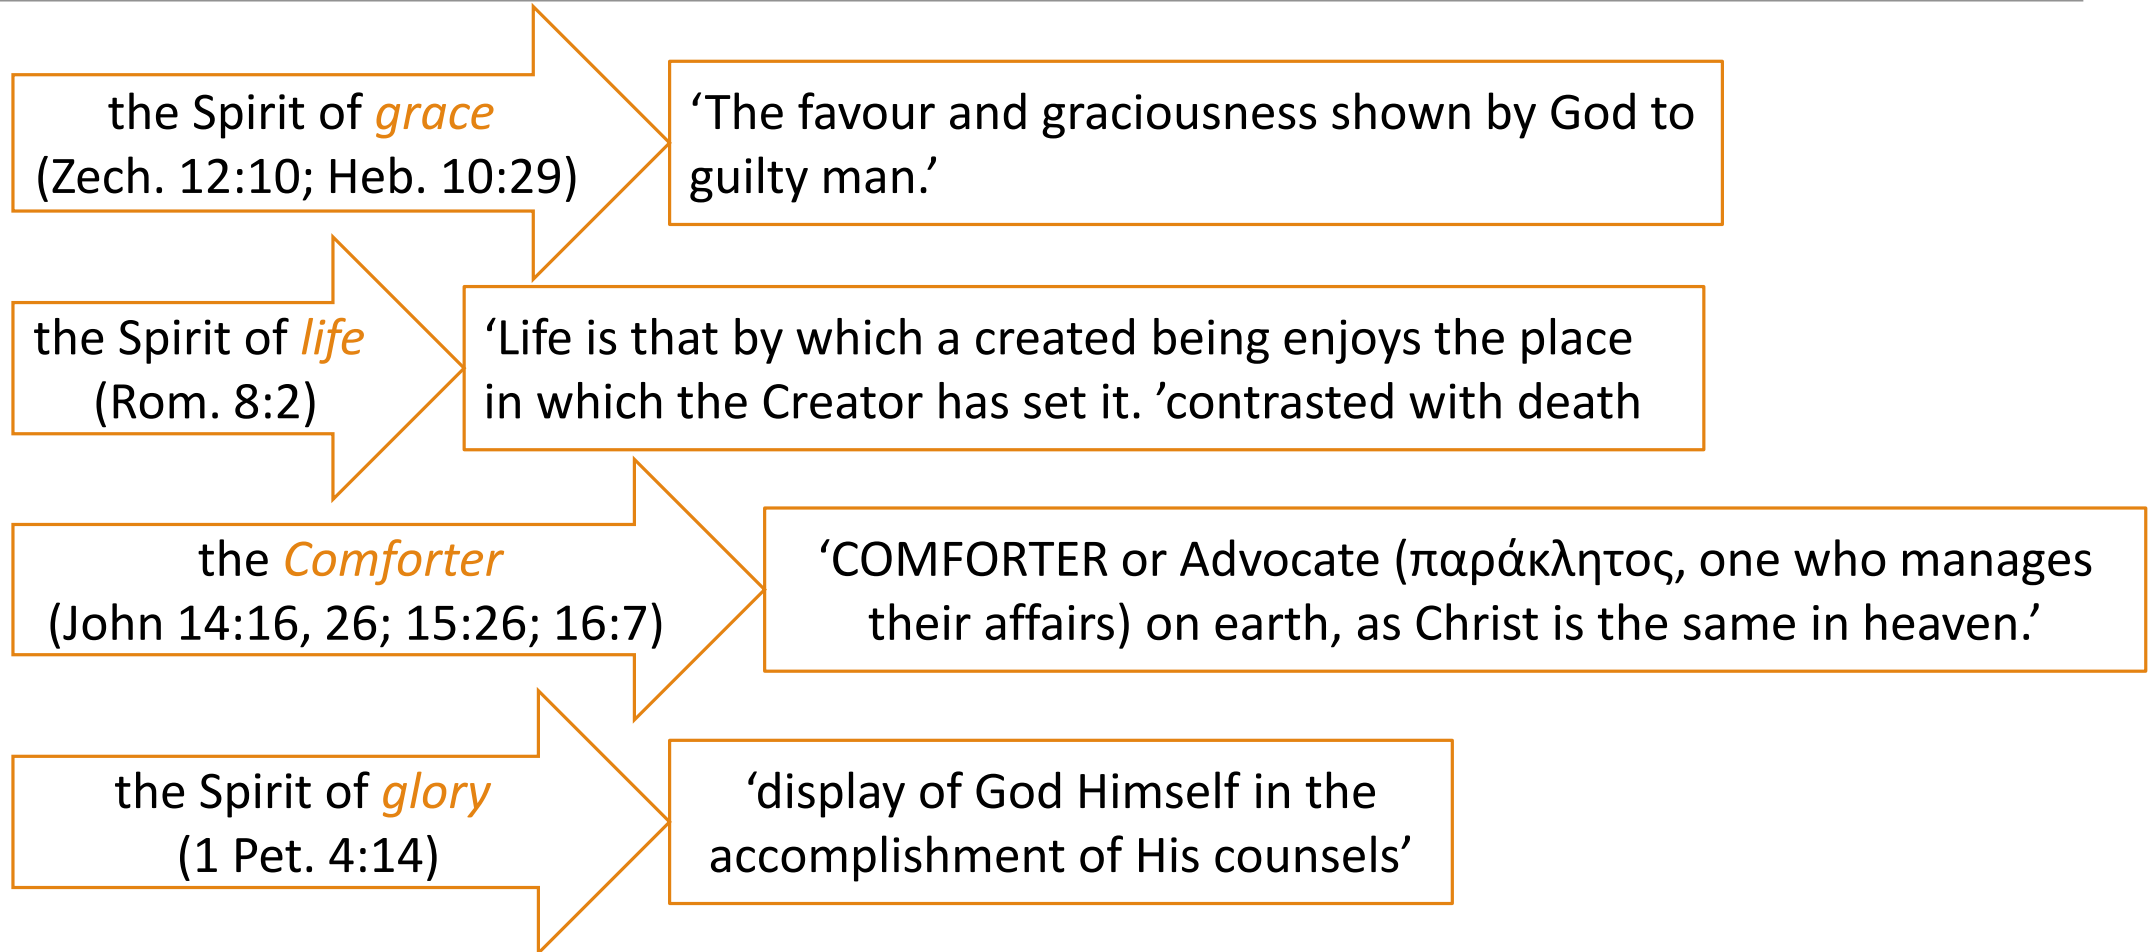 the Spirit of grace
(Zech. 12:10; Heb. 10:29)
‘The favour and graciousness shown by God to
guilty man.’
the Spirit of life
(Rom. 8:2)
‘Life is that by which a created being enjoys the place
in which the Creator has set it. ’contrasted with death
the Comforter
(John 14:16, 26; 15:26; 16:7)
‘COMFORTER or Advocate (παράκλητος, one who manages
their affairs) on earth, as Christ is the same in heaven.’
the Spirit of glory
(1 Pet. 4:14)
‘display of God Himself in the
accomplishment of His counsels’